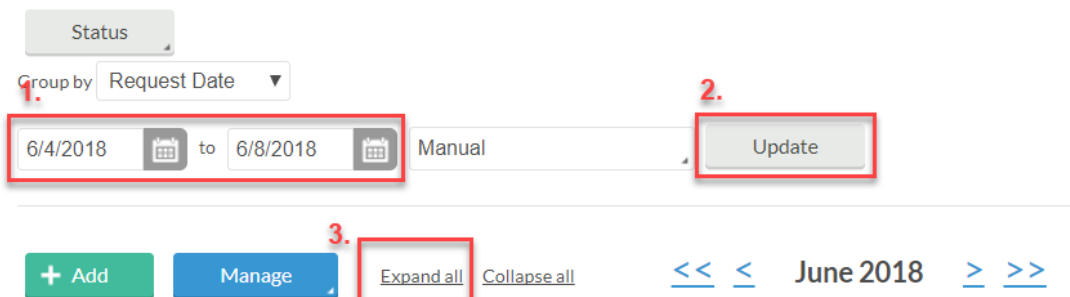 Status
Group by Request Date
1.
2.
6/4/2018 to 6/8/2018 Manual Update
3.
+ Add Manage Expand all Collapse all << < June 2018 > >>